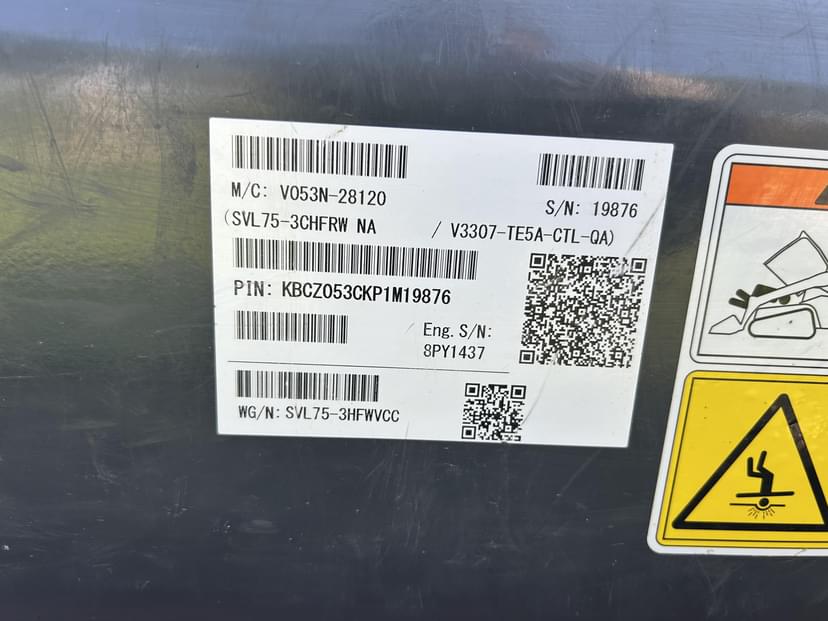 M/C: V053N-28120
S/N: 19876
(SVL75-3CHFRW NA / V3307-TE5A-CTL-QA)
PIN: KBCZ053CKP1M19876
Eng. S/N:
8PY1437
WG/N: SVL75-3HFWVCC